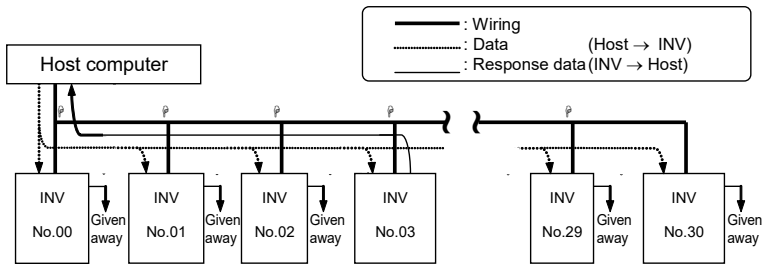 : Wiring
: Data (Host → INV)
: Response data (INV → Host)
Host computer
INV
No.00
Given
away
INV
No.01
Given
away
INV
No.02
Given
away
INV
No.03
Given
away
INV
No.29
Given
away
INV
No.30
Given
away